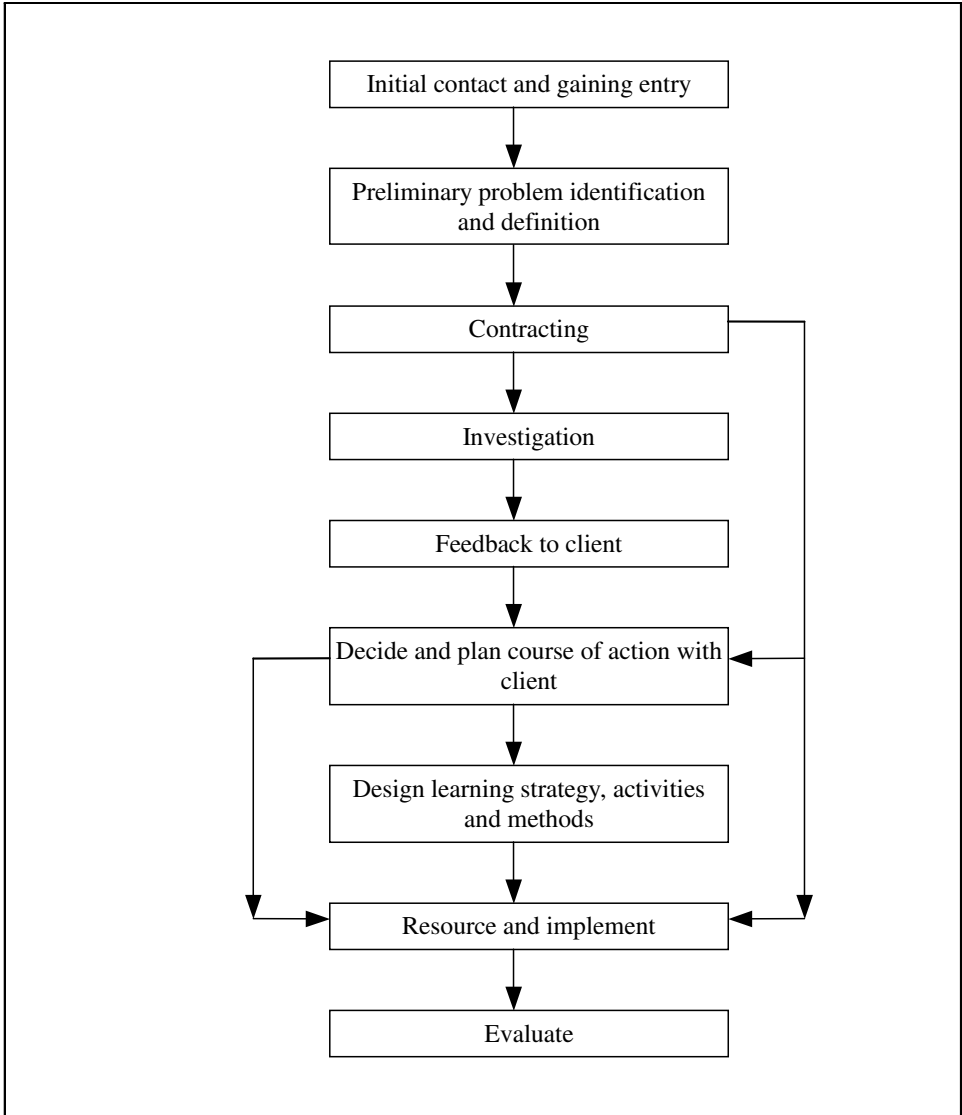 Initial contact and gaining entry
Preliminary problem identification
and definition
Contracting
Investigation
Feedback to client
Decide and plan course of action with
client
Design learning strategy, activities
and methods
Resource and implement
Evaluate